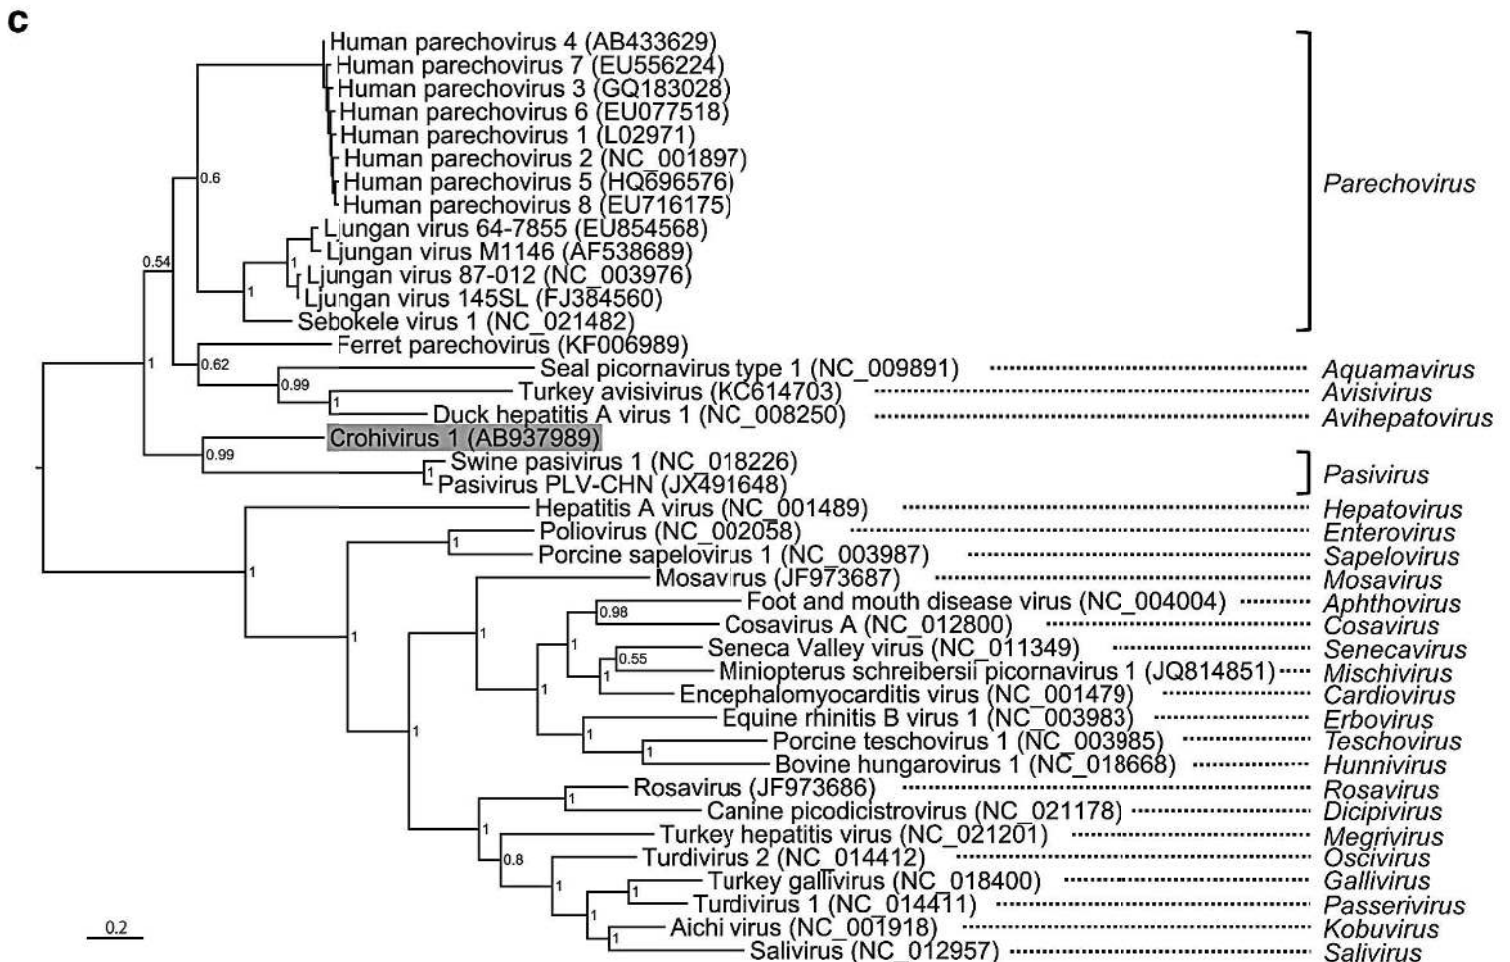 c
Human parechovirus 4 (AB433629)
Human parechovirus 7 (EU556224)
Human parechovirus 3 (GQ183028)
Human parechovirus 6 (EU077518)
Human parechovirus 1 (L02971)
Human parechovirus 2 (NC_001897)
0.6
Human parechovirus 5 (HQ696576)
Parechovirus
Human parechovirus 8 (EU716175)
Ljungan virus 64-7855 (EU854568)
Ljungan virus M1146 (AF538689)
0.54
1
Ljungan virus 87-012 (NC_003976)
1
Ljungan virus 145SL (FJ384560)
Sebokele virus 1 (NC_021482)
Ferret parechovirus (KF006989)
1
0.62
Seal picornavirus type 1 (NC_009891)
Aquamavirus
0.99
Turkey avisivirus (KC614703)
Avisivirus
1
Duck hepatitis A virus 1 (NC_008250)
Avihepatovirus
Crohivirus 1 (AB937989)
0.99
Swine pasivirus 1 (NC_018226)
1
Pasivirus
Pasivirus PLV-CHN (JX491648)
Hepatitis A virus (NC_001489)
Hepatovirus
Poliovirus (NC_002058)
Enterovirus
1
Porcine sapelovirus 1 (NC_003987)
Sapelovirus
1
Mosavirus (JF973687)
Mosavirus
Foot and mouth disease virus (NC_004004)
Aphthovirus
0.98
Cosavirus A (NC_012800)
Cosavirus
1
1
1
Seneca Valley virus (NC_011349)
Senecavirus
0.55
Miniopterus schreibersii picornavirus 1 (JQ814851)
Mischivirus
1
1
Encephalomyocarditis virus (NC_001479)
Cardiovirus
Equine rhinitis B virus 1 (NC_003983)
Erbovirus
1
1
Porcine teschovirus 1 (NC_003985)
Teschovirus
1
Bovine hungarovirus 1 (NC_018668)
Hunnivirus
Rosavirus (JF973686)
Rosavirus
1
Canine picodicistrovirus (NC_021178)
Dicipivirus
1
Turkey hepatitis virus (NC_021201)
Megrivirus
0.8
Turdivirus 2 (NC_014412)
Oscivirus
1
Turkey gallivirus (NC_018400)
Gallivirus
1
Turdivirus 1 (NC_014411)
Passerivirus
1
Aichi virus (NC_001918)
Kobuvirus
0.2
1
Salivirus (NC_012957)
Salivirus